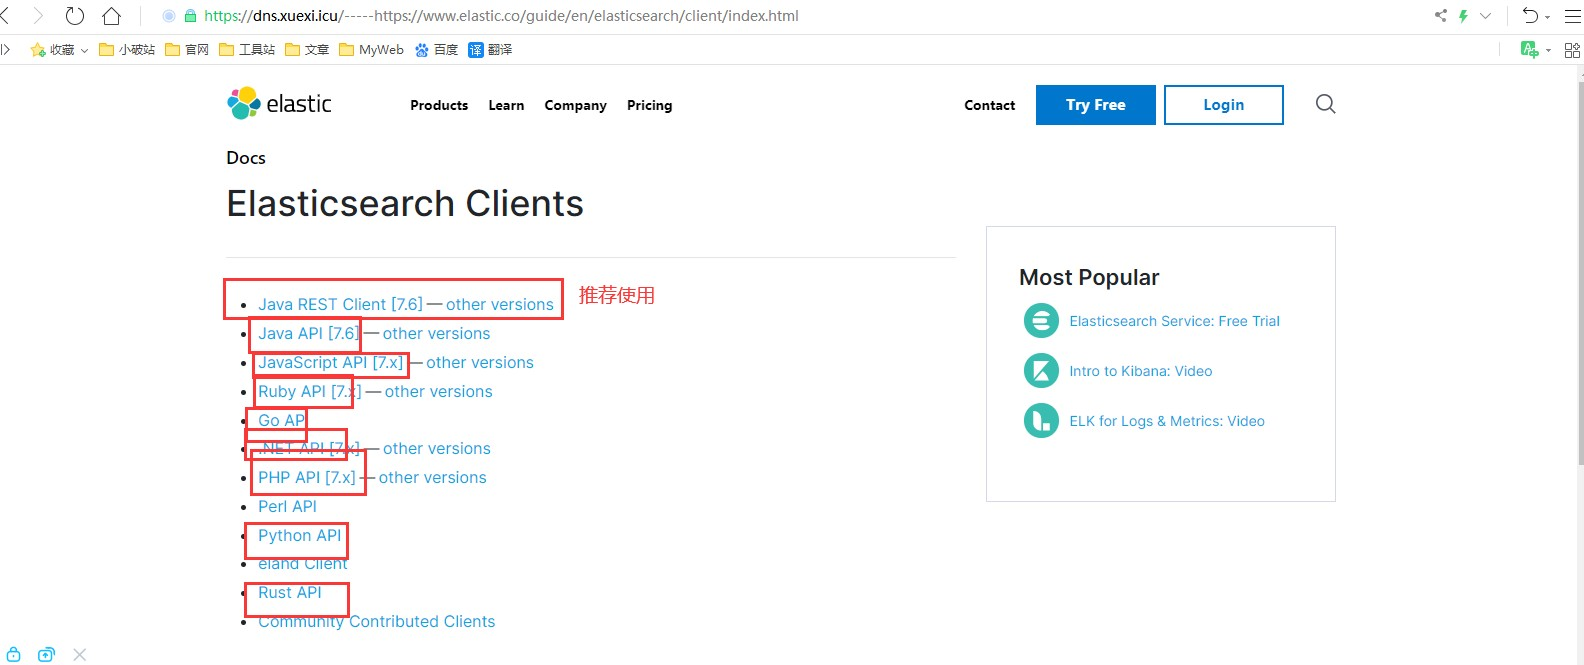 https://dns.xuexi.icu/-----https://www.elastic.co/guide/en/elasticsearch/client/index.html
收藏 小破站 官网 工具站 文章 MyWeb 百度 译 翻译
elastic Products Learn Company Pricing Contact Try Free Login
Docs
Elasticsearch Clients
Java REST Client [7.6] — other versions 推荐使用
Java API [7.6] — other versions
JavaScript API [7.x] — other versions
Ruby API [7.x] — other versions
Go AP
.NET API [7.x] — other versions
PHP API [7.x] — other versions
Perl API
Python API
eland Client
Rust API
Community Contributed Clients
Most Popular
Elasticsearch Service: Free Trial
Intro to Kibana: Video
ELK for Logs & Metrics: Video